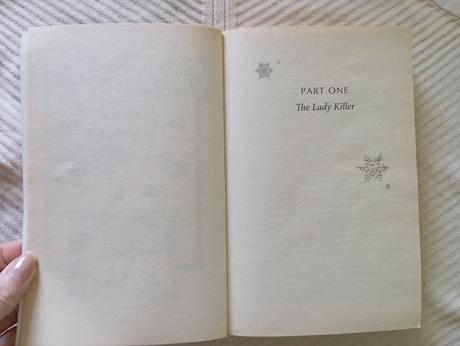 PART ONE
The Lady Killer